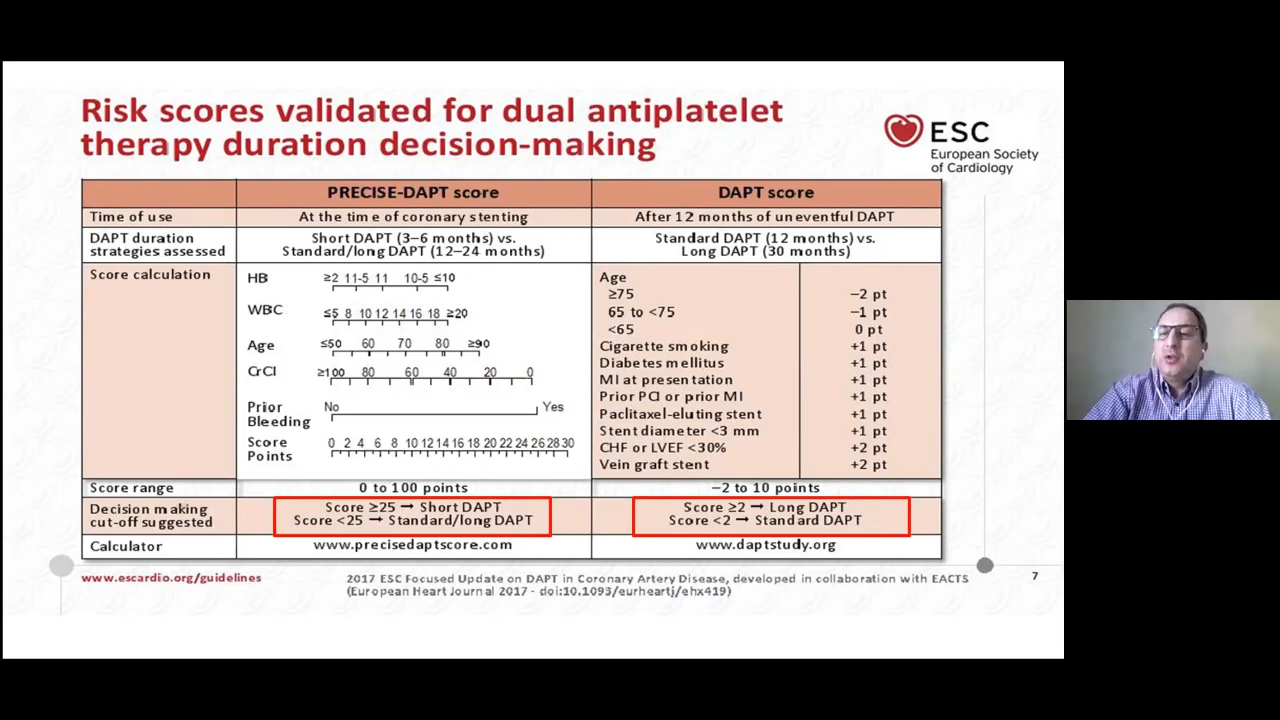 Risk scores validated for dual antiplatelet
therapy duration decision-making
ESC
European Society
of Cardiology
PRECISE-DAPT score
DAPT score
Time of use
At the time of coronary stenting
After 12 months of uneventful DAPT
DAPT duration
strategies assessed
Short DAPT (3–6 months) vs.
Standard/long DAPT (12–24 months)
Standard DAPT (12 months) vs.
Long DAPT (30 months)
Score calculation
HB
≥2 11-5 11 10-5 ≤10
WBC
≤5 8 10 12 14 16 18 ≥20
Age
≤50 60 70 80 ≥90
CrCl
≥100 80 60 40 20 0
Prior
Bleeding
No Yes
Score
Points
0 2 4 6 8 10 12 14 16 18 20 22 24 26 28 30
Age
≥75 −2 pt
65 to <75 −1 pt
<65 0 pt
Cigarette smoking +1 pt
Diabetes mellitus +1 pt
MI at presentation +1 pt
Prior PCI or prior MI +1 pt
Paclitaxel-eluting stent +1 pt
Stent diameter <3 mm +1 pt
CHF or LVEF <30% +2 pt
Vein graft stent +2 pt
Score range
0 to 100 points
−2 to 10 points
Decision making
cut-off suggested
Score ≥25 → Short DAPT
Score <25 → Standard/long DAPT
Score ≥2 → Long DAPT
Score <2 → Standard DAPT
Calculator
www.precisedaptscore.com
www.daptstudy.org
www.escardio.org/guidelines
2017 ESC Focused Update on DAPT in Coronary Artery Disease, developed in collaboration with EACTS
(European Heart Journal 2017 - doi:10.1093/eurheartj/ehx419)
7